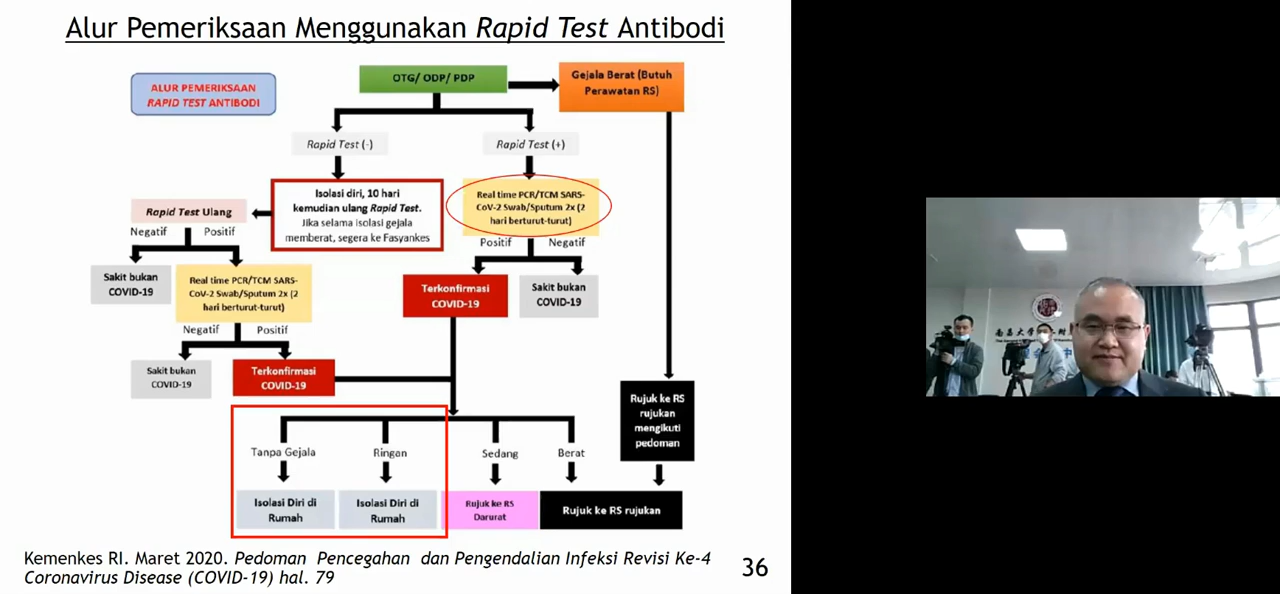 Alur Pemeriksaan Menggunakan Rapid Test Antibodi
ALUR PEMERIKSAAN
RAPID TEST ANTIBODI
OTG/ ODP/ PDP
Gejala Berat (Butuh
Perawatan RS)
Rapid Test (-)
Rapid Test (+)
Isolasi diri, 10 hari
kemudian ulang Rapid Test.
Jika selama isolasi gejala
memberat, segera ke Fasyankes
Real time PCR/TCM SARS-
CoV-2 Swab/Sputum 2x (2
hari berturut-turut)
Rapid Test Ulang
Negatif
Positif
Positif
Negatif
Sakit bukan
COVID-19
Real time PCR/TCM SARS-
CoV-2 Swab/Sputum 2x (2
hari berturut-turut)
Terkonfirmasi
COVID-19
Sakit bukan
COVID-19
Negatif
Positif
Sakit bukan
COVID-19
Terkonfirmasi
COVID-19
Rujuk ke RS
rujukan
mengikuti
pedoman
Tanpa Gejala
Ringan
Sedang
Berat
Isolasi Diri di
Rumah
Isolasi Diri di
Rumah
Rujuk ke RS
Darurat
Rujuk ke RS rujukan
Kemenkes RI. Maret 2020. Pedoman Pencegahan dan Pengendalian Infeksi Revisi Ke-4
Coronavirus Disease (COVID-19) hal. 79
36
南昌大学